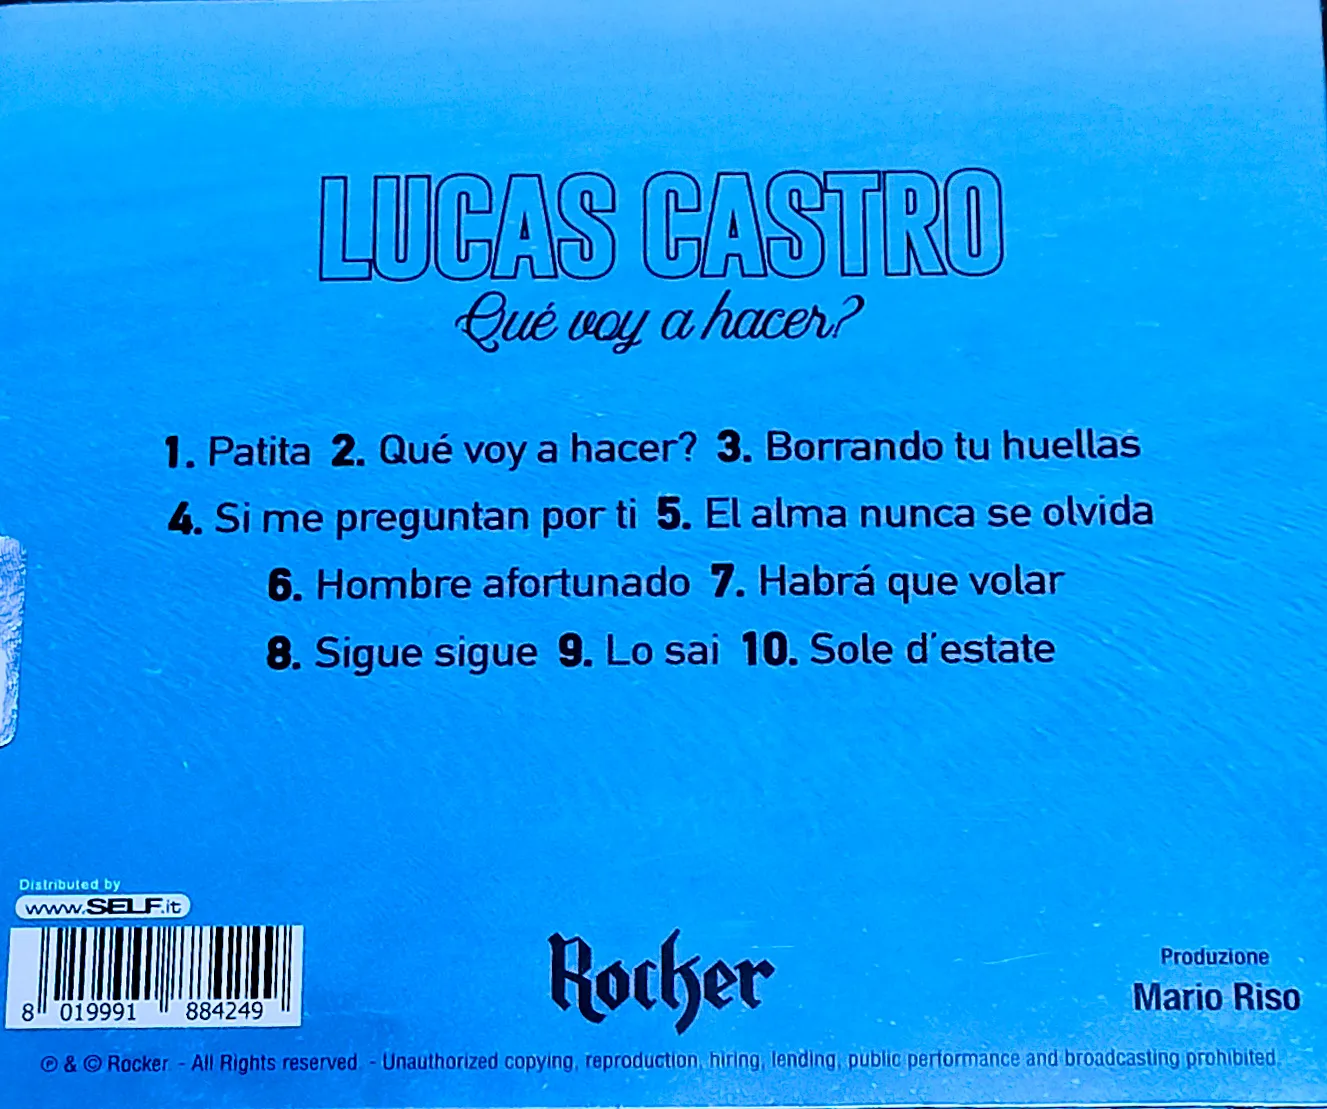 LUCAS CASTRO
Qué voy a hacer?
1. Patita 2. Qué voy a hacer? 3. Borrando tu huellas
4. Si me preguntan por ti 5. El alma nunca se olvida
6. Hombre afortunado 7. Habrá que volar
8. Sigue sigue 9. Lo sai 10. Sole d'estate
Distributed by
www.SELF.it
8 019991 884249
Rocker
Produzione
Mario Riso
℗ & © Rocker - All Rights reserved - Unauthorized copying, reproduction, hiring, lending, public performance and broadcasting prohibited.